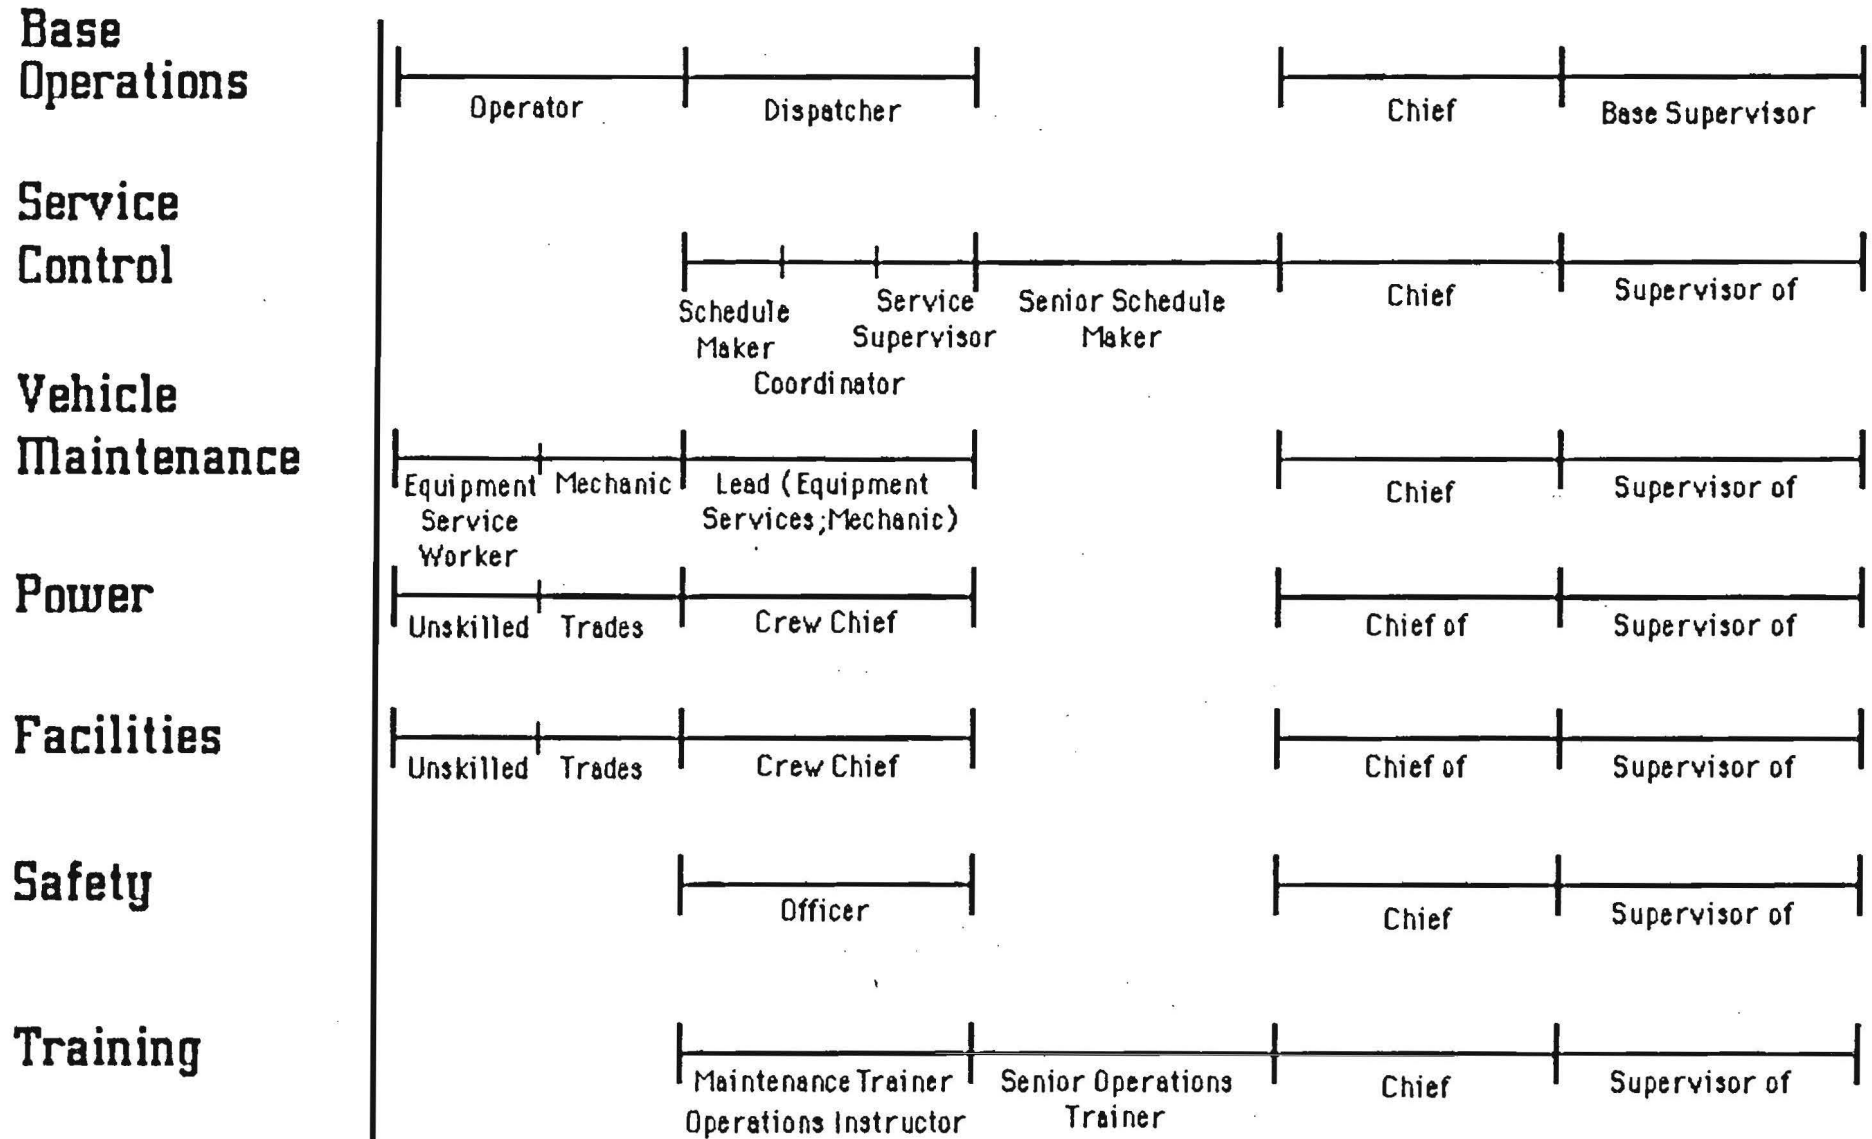 Base
Operations
Operator
Dispatcher
Chief
Base Supervisor
Service
Control
Schedule
Maker
Coordinator
Service
Supervisor
Senior Schedule
Maker
Chief
Supervisor of
Vehicle
Maintenance
Equipment
Service
Worker
Mechanic
Lead (Equipment
Services;Mechanic)
Chief
Supervisor of
Power
Unskilled
Trades
Crew Chief
Chief of
Supervisor of
Facilities
Unskilled
Trades
Crew Chief
Chief of
Supervisor of
Safety
Officer
Chief
Supervisor of
Training
Maintenance Trainer
Operations Instructor
Senior Operations
Trainer
Chief
Supervisor of